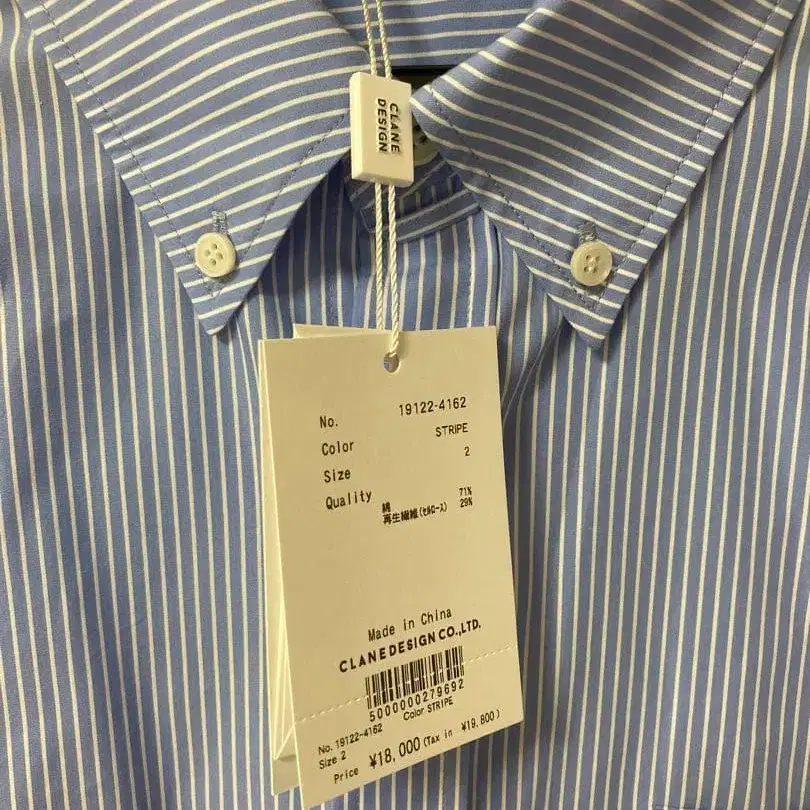 CLANE
DESIGN
No. 19122-4162
Color STRIPE
Size 2
Quality 綿 71%
再生繊維(セルロース) 29%
Made in China
CLANEDESIGN CO.,LTD.
5000000279692
No. 19122-4162 Color STRIPE
Size 2
Price ¥18,000(Tax in ¥19,800)